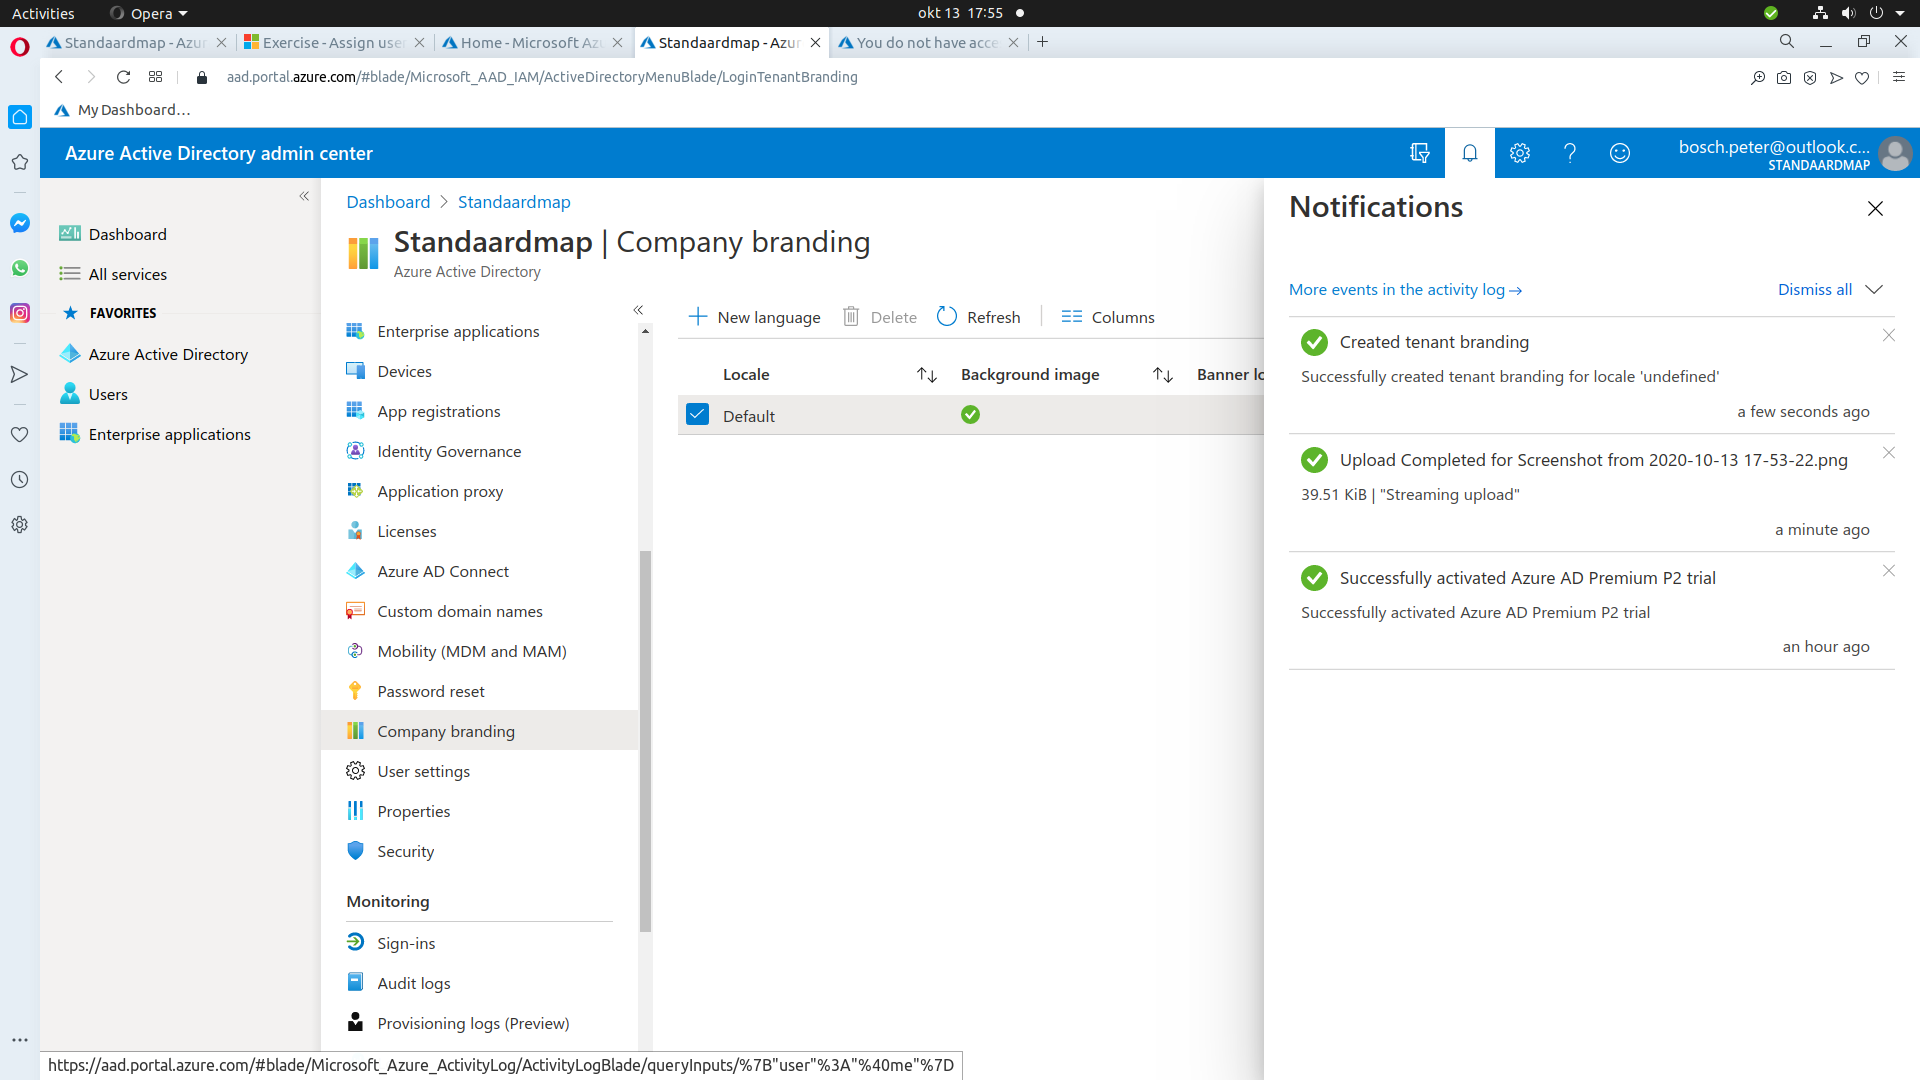 Activities
Opera
okt 13 17:55
Standaardmap - Azur
Exercise - Assign user
Home - Microsoft Azu
Standaardmap - Azur
You do not have acce
aad.portal.azure.com/#blade/Microsoft_AAD_IAM/ActiveDirectoryMenuBlade/LoginTenantBranding
My Dashboard…
Azure Active Directory admin center
bosch.peter@outlook.c...
STANDAARDMAP
Dashboard
All services
FAVORITES
Azure Active Directory
Users
Enterprise applications
Dashboard > Standaardmap
Standaardmap | Company branding
Azure Active Directory
Enterprise applications
Devices
App registrations
Identity Governance
Application proxy
Licenses
Azure AD Connect
Custom domain names
Mobility (MDM and MAM)
Password reset
Company branding
User settings
Properties
Security
Monitoring
Sign-ins
Audit logs
Provisioning logs (Preview)
New language
Delete
Refresh
Columns
Locale
Background image
Banner lo
Default
Notifications
More events in the activity log →
Dismiss all
Created tenant branding
Successfully created tenant branding for locale 'undefined'
a few seconds ago
Upload Completed for Screenshot from 2020-10-13 17-53-22.png
39.51 KiB | "Streaming upload"
a minute ago
Successfully activated Azure AD Premium P2 trial
Successfully activated Azure AD Premium P2 trial
an hour ago
https://aad.portal.azure.com/#blade/Microsoft_Azure_ActivityLog/ActivityLogBlade/queryInputs/%7B"user"%3A"%40me"%7D